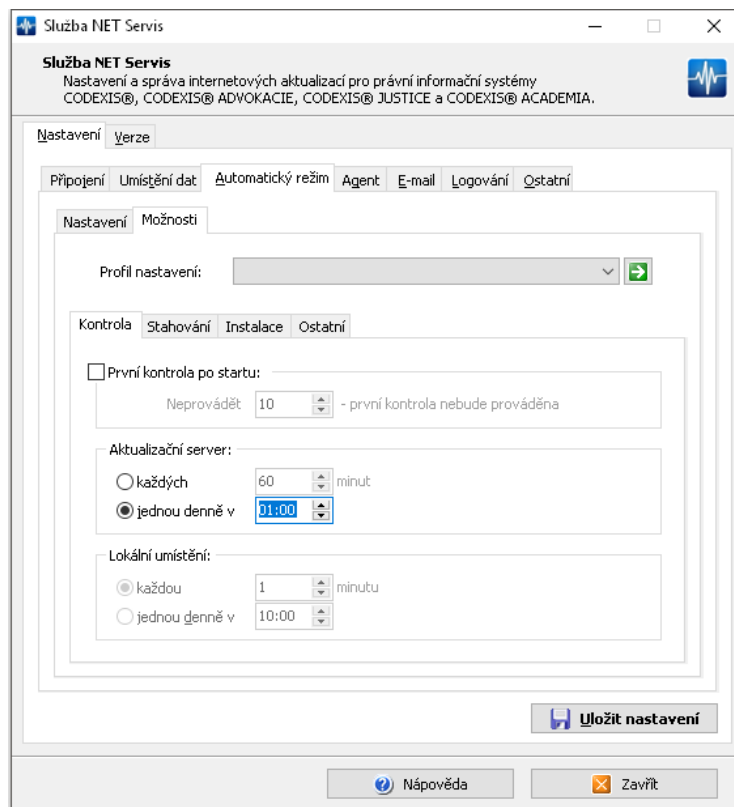 Služba NET Servis
Služba NET Servis
Nastavení a správa internetových aktualizací pro právní informační systémy
CODEXIS®, CODEXIS® ADVOKACIE, CODEXIS® JUSTICE a CODEXIS® ACADEMIA.
Nastavení Verze
Připojení Umístění dat Automatický režim Agent E-mail Logování Ostatní
Nastavení Možnosti
Profil nastavení:
Kontrola Stahování Instalace Ostatní
První kontrola po startu:
Neprovádět 10 - první kontrola nebude prováděna
Aktualizační server:
každých 60 minut
jednou denně v 01:00
Lokální umístění:
každou 1 minutu
jednou denně v 10:00
Uložit nastavení
Nápověda Zavřít